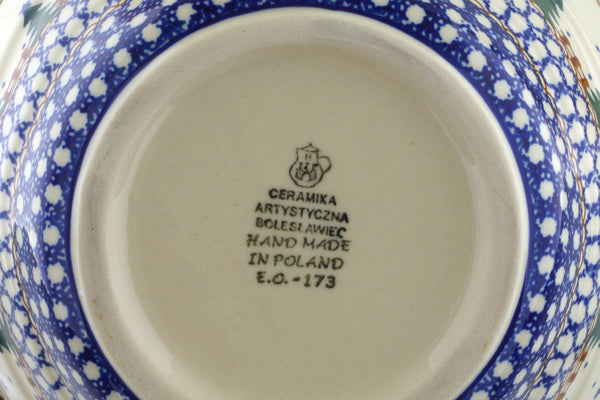 CERAMIKA
ARTYSTYCZNA
BOLESŁAWIEC
HAND MADE
IN POLAND
E.O.-173